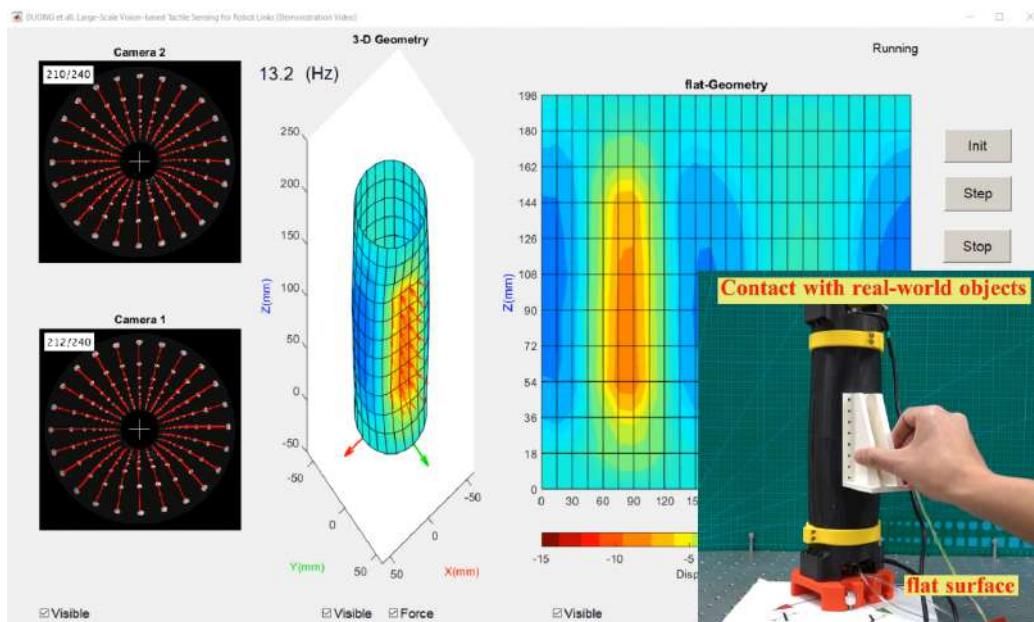 DUONG et al: Large-Scale Vision-based Tactile Sensing for Robot Links (Demonstration Video)
Camera 2
210/240
13.2 (Hz)
3-D Geometry
Running
flat-Geometry
Init
Step
Stop
Camera 1
212/240
250
200
150
100
50
0
-50
Z(mm)
-50
0
50
Y(mm)
-50
0
50
X(mm)
198
180
162
144
126
108
90
72
54
36
18
0
Z(mm)
0 30 60 90 120
-15 -10 -5
Contact with real-world objects
flat surface
Visible
Visible
Force
Visible